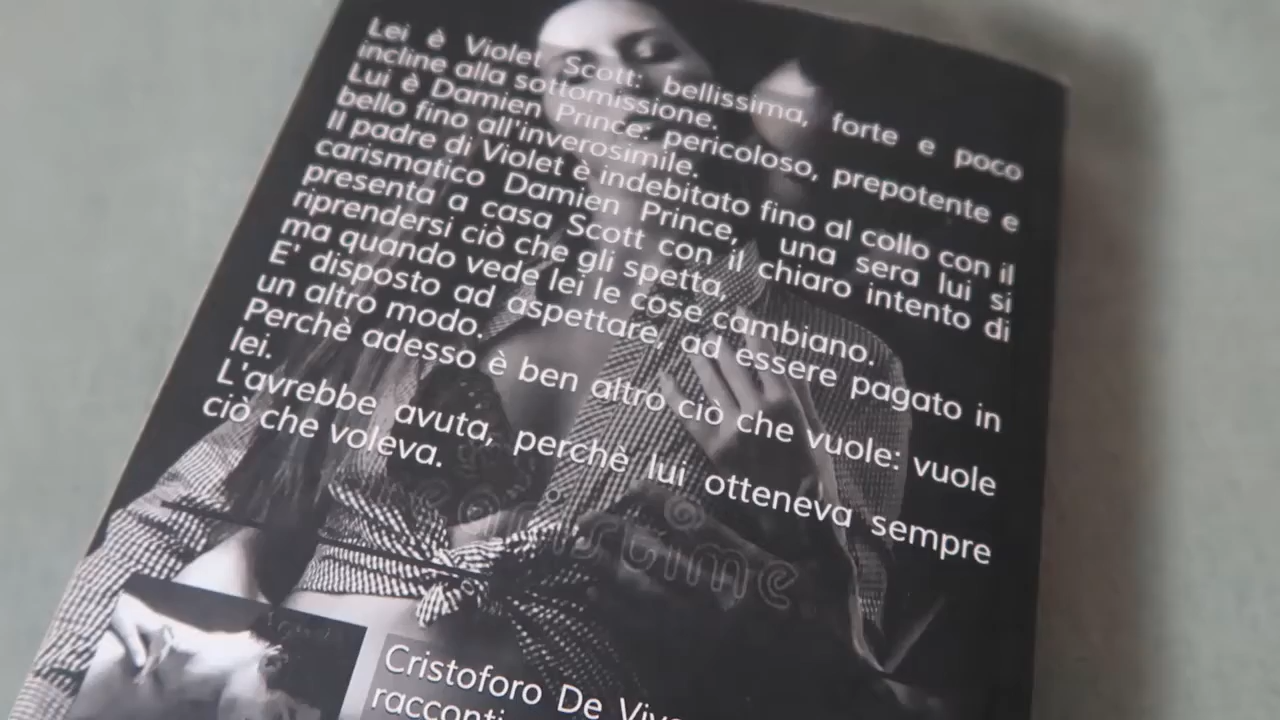 Lei è Violet Scott: bellissima, forte e poco
incline alla sottomissione.
Lui è Damien Prince: pericoloso, prepotente e
bello fino all'inverosimile.
Il padre di Violet è indebitato fino al collo con il
carismatico Damien Prince, una sera lui si
presenta a casa Scott con il chiaro intento di
riprendersi ciò che gli spetta,
ma quando vede lei le cose cambiano.
E' disposto ad aspettare, ad essere pagato in
un altro modo.
Perchè adesso è ben altro ciò che vuole: vuole
lei.
L'avrebbe avuta, perchè lui otteneva sempre
ciò che voleva.
dreamstime
Cristoforo De
racconti